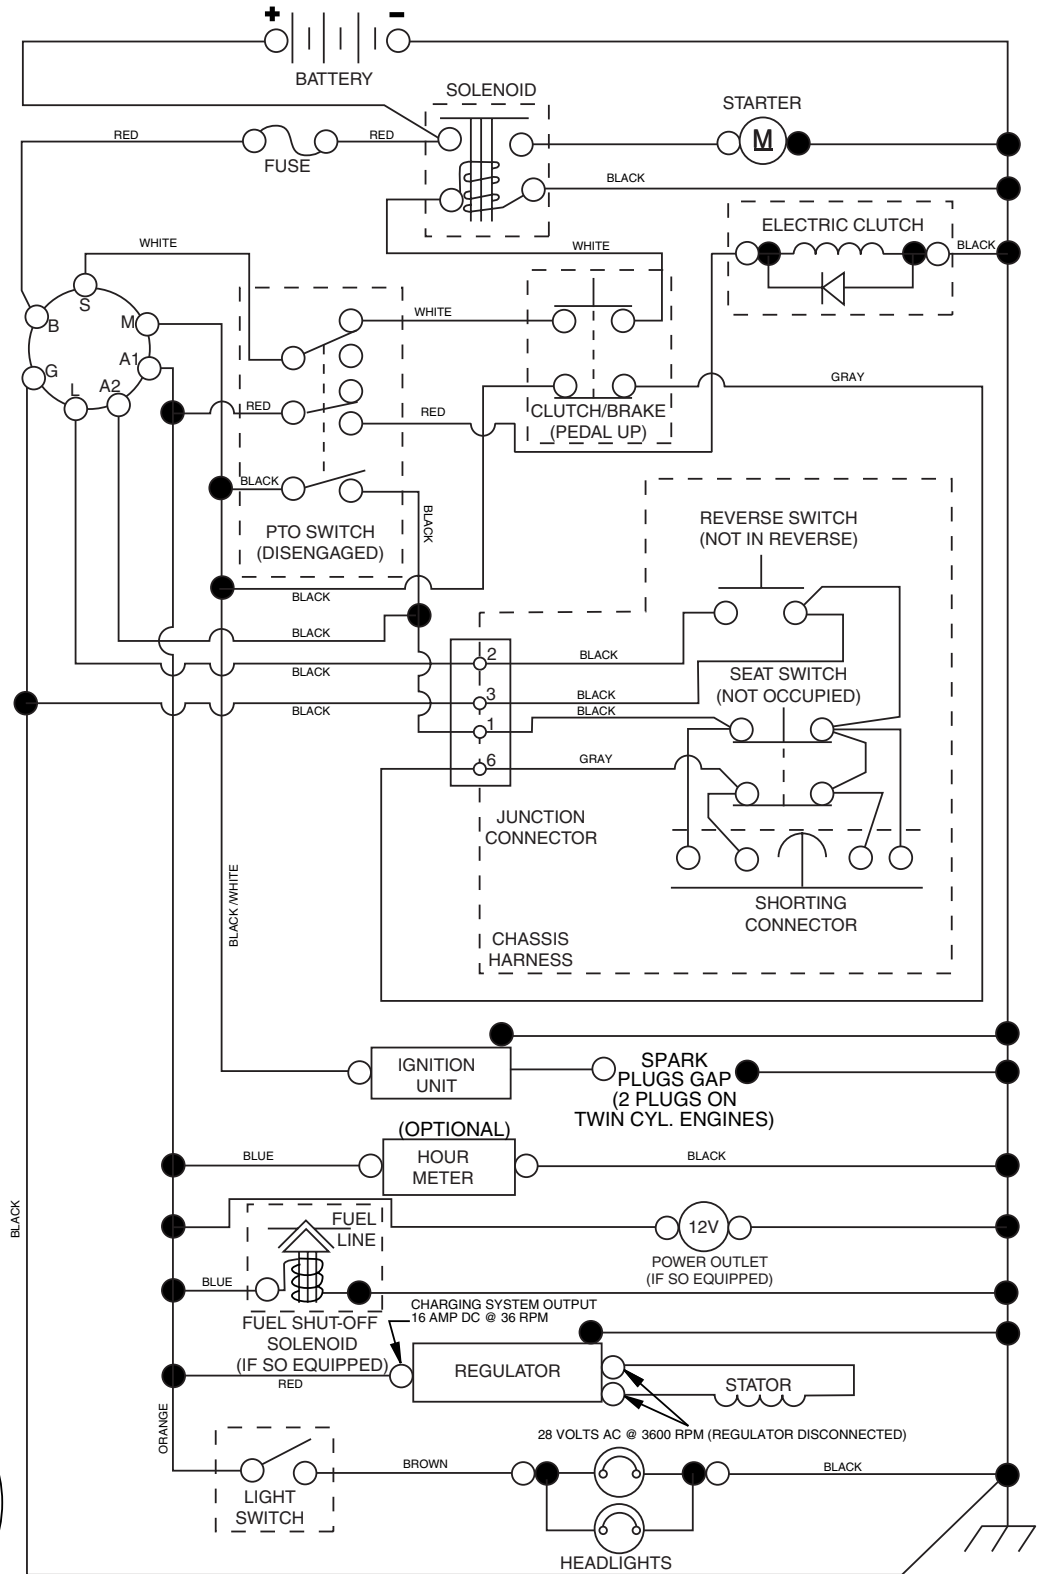 + -
BATTERY
SOLENOID
STARTER
RED
RED
FUSE
M
BLACK
ELECTRIC CLUTCH
WHITE
WHITE
BLACK
S
B
M
WHITE
G
A1
L
A2
RED
GRAY
RED
CLUTCH/BRAKE
(PEDAL UP)
BLACK
PTO SWITCH
(DISENGAGED)
BLACK
REVERSE SWITCH
(NOT IN REVERSE)
BLACK
BLACK
BLACK
2
BLACK
SEAT SWITCH
(NOT OCCUPIED)
3
BLACK
BLACK
BLACK
1
6
GRAY
JUNCTION
CONNECTOR
BLACK /WHITE
SHORTING
CONNECTOR
CHASSIS
HARNESS
IGNITION
UNIT
SPARK
PLUGS GAP
(2 PLUGS ON
TWIN CYL. ENGINES)
(OPTIONAL)
BLUE
HOUR
METER
BLACK
BLACK
FUEL
LINE
12V
POWER OUTLET
(IF SO EQUIPPED)
BLUE
FUEL SHUT-OFF
SOLENOID
(IF SO EQUIPPED)
CHARGING SYSTEM OUTPUT
16 AMP DC @ 36 RPM
RED
REGULATOR
STATOR
28 VOLTS AC @ 3600 RPM (REGULATOR DISCONNECTED)
ORANGE
LIGHT
SWITCH
BROWN
BLACK
HEADLIGHTS